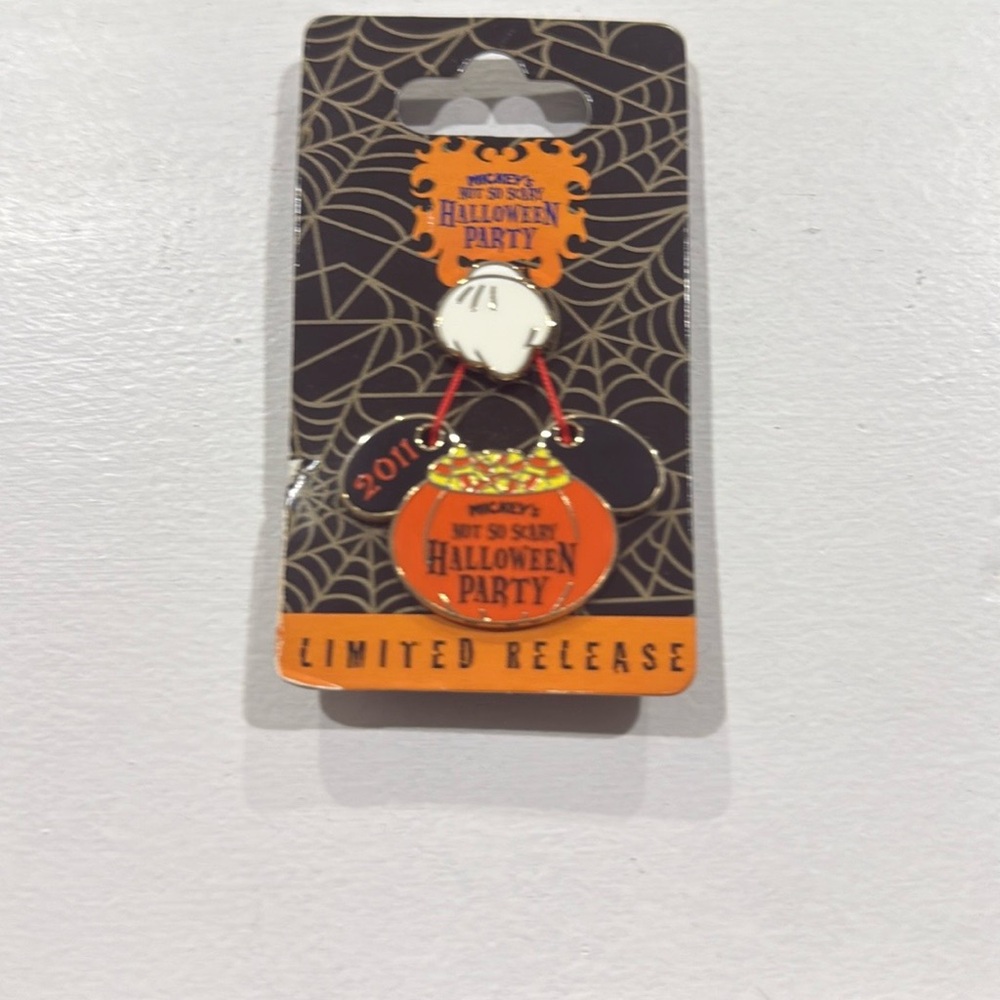 MICKEY'S
NOT SO SCARY
HALLOWEEN
PARTY
2011
MICKEY'S
NOT SO SCARY
HALLOWEEN
PARTY
LIMITED RELEASE